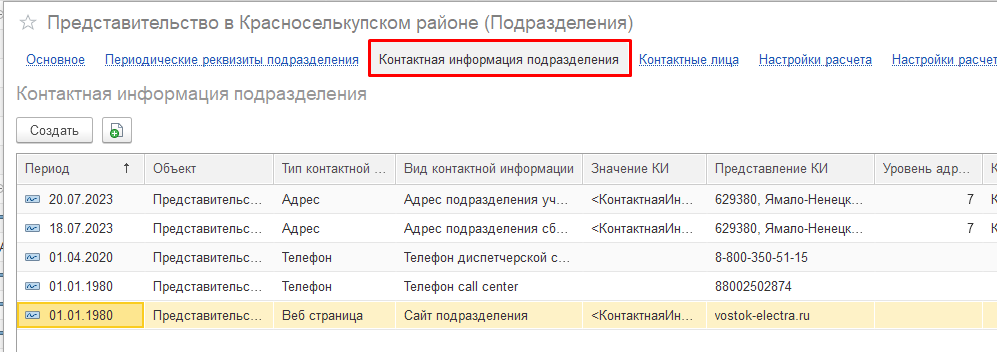 Представительство в Красноселькупском районе (Подразделения)
Основное Периодические реквизиты подразделения Контактная информация подразделения Контактные лица Настройки расчета Настройки расчет
Контактная информация подразделения
Создать
Период ↑ Объект Тип контактной ... Вид контактной информации Значение КИ Представление КИ Уровень адр... К
20.07.2023 Представительс... Адрес Адрес подразделения уч... <КонтактнаяИн... 629380, Ямало-Ненецк... 7 К
18.07.2023 Представительс... Адрес Адрес подразделения сб... <КонтактнаяИн... 629380, Ямало-Ненецк... 7 К
01.04.2020 Представительс... Телефон Телефон диспетчерской с... 8-800-350-51-15
01.01.1980 Представительс... Телефон Телефон call center 88002502874
01.01.1980 Представительс... Веб страница Сайт подразделения <КонтактнаяИн... vostok-electra.ru